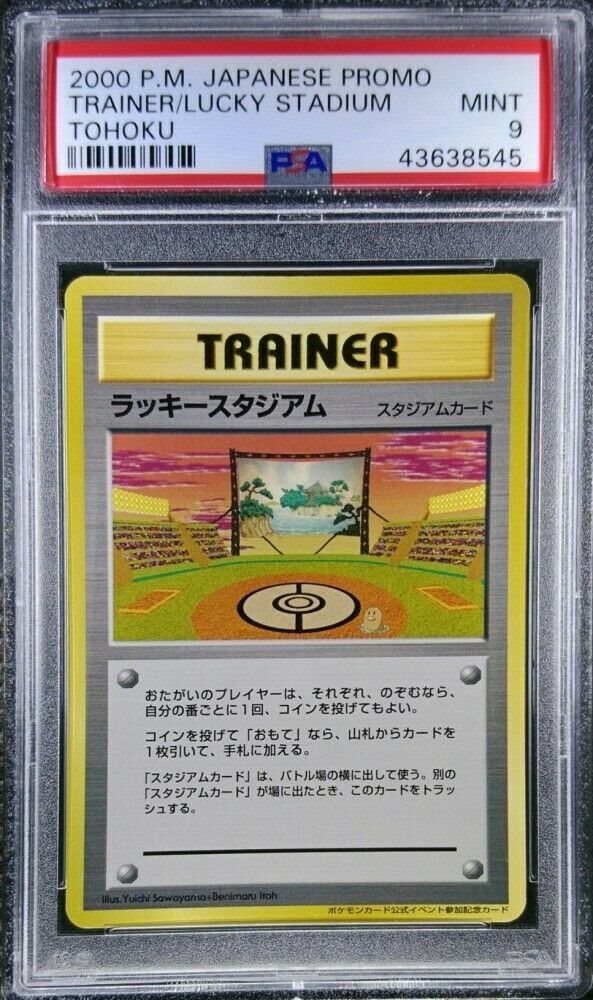 2000 P.M. JAPANESE PROMO
TRAINER/LUCKY STADIUM MINT
TOHOKU 9
PSA 43638545
TRAINER
ラッキースタジアム スタジアムカード
おたがいのプレイヤーは、それぞれ、のぞむなら、
自分の番ごとに1回、コインを投げてもよい。
コインを投げて「おもて」なら、山札からカードを
1枚引いて、手札に加える。
「スタジアムカード」は、バトル場の横に出して使う。別の
「スタジアムカード」が場に出たとき、このカードをトラッ
シュする。
Illus.Yuichi Sawayama+Benimaru Itoh
ポケモンカード公式イベント参加記念カード